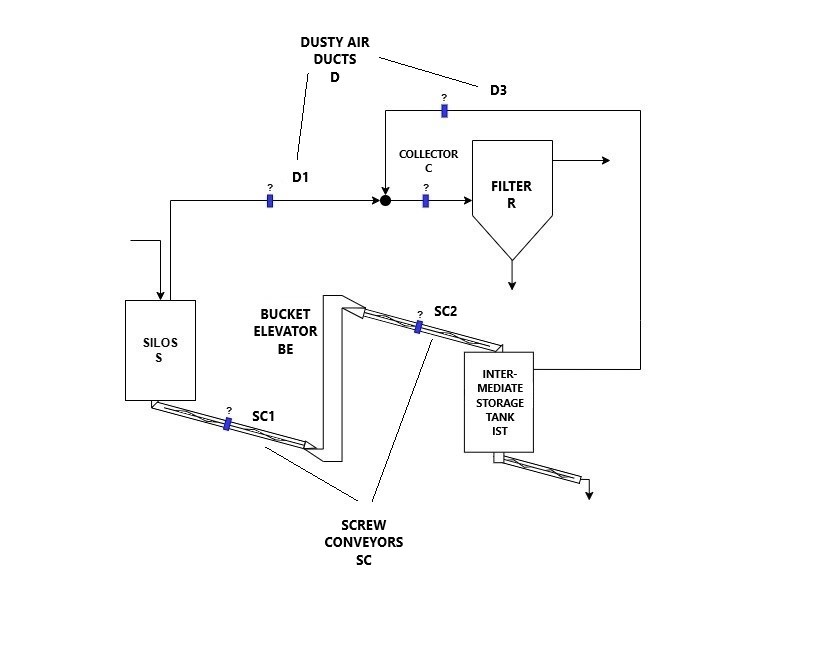 DUSTY AIR
DUCTS
D
D3
?
COLLECTOR
C
D1
?
?
FILTER
R
BUCKET
ELEVATOR
BE
?
SC2
SILOS
S
INTER-
MEDIATE
STORAGE
TANK
IST
?
SC1
SCREW
CONVEYORS
SC